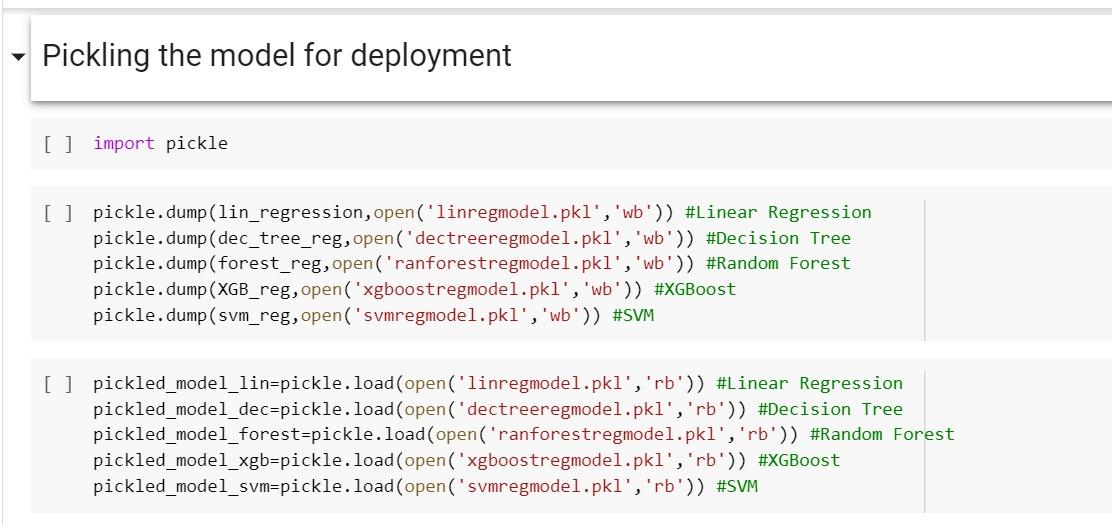 Pickling the model for deployment
[ ] import pickle
[ ] pickle.dump(lin_regression,open('linregmodel.pkl','wb')) #Linear Regression
pickle.dump(dec_tree_reg,open('dectreeregmodel.pkl','wb')) #Decision Tree
pickle.dump(forest_reg,open('ranforestregmodel.pkl','wb')) #Random Forest
pickle.dump(XGB_reg,open('xgboostregmodel.pkl','wb')) #XGBoost
pickle.dump(svm_reg,open('svmregmodel.pkl','wb')) #SVM
[ ] pickled_model_lin=pickle.load(open('linregmodel.pkl','rb')) #Linear Regression
pickled_model_dec=pickle.load(open('dectreeregmodel.pkl','rb')) #Decision Tree
pickled_model_forest=pickle.load(open('ranforestregmodel.pkl','rb')) #Random Forest
pickled_model_xgb=pickle.load(open('xgboostregmodel.pkl','rb')) #XGBoost
pickled_model_svm=pickle.load(open('svmregmodel.pkl','rb')) #SVM